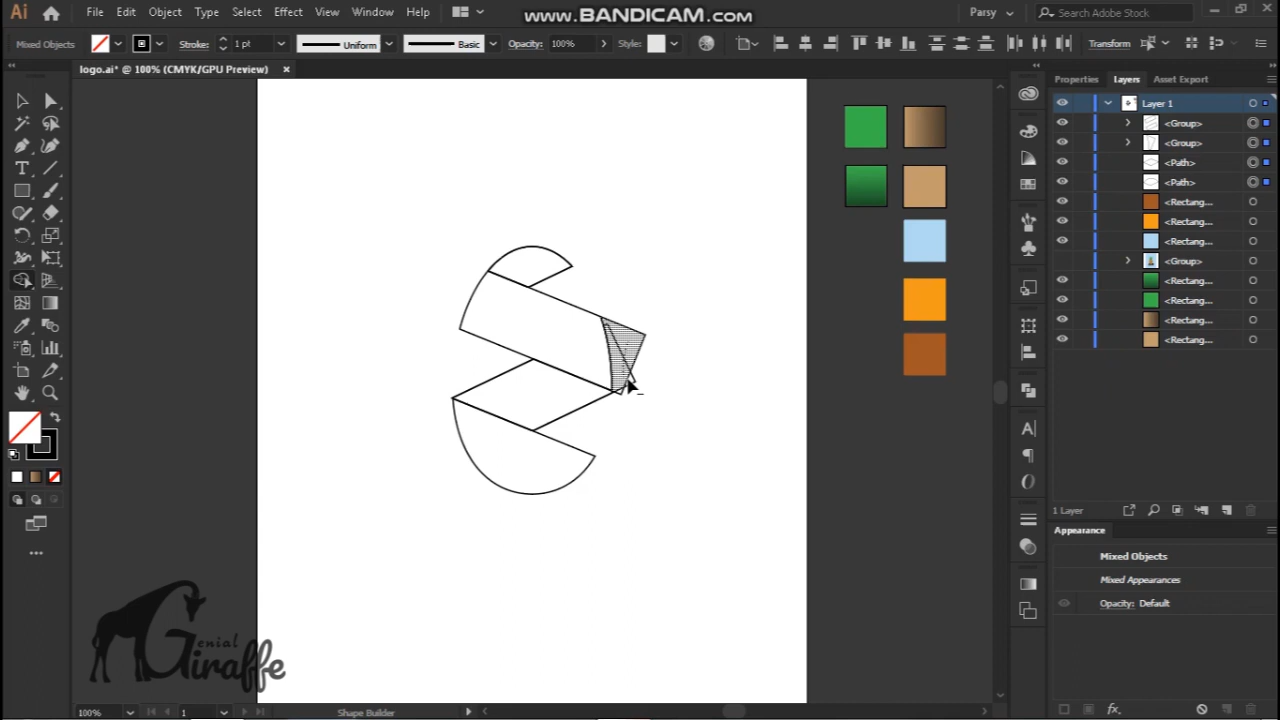 www.BANDICAM.com
Ai File Edit Object Type Select Effect View Window Help Parsy Search Adobe Stock
Mixed Objects Stroke: 1 pt Uniform Basic Opacity: 100% Style: Transform
logo.ai* @ 100% (CMYK/GPU Preview)
Properties Layers Asset Export
Layer 1
<Group>
<Group>
<Path>
<Path>
<Rectang...
<Rectang...
<Rectang...
<Group>
<Rectang...
<Rectang...
<Rectang...
<Rectang...
1 Layer
Appearance
Mixed Objects
Mixed Appearances
Opacity: Default
Genial
Giraffe
100% 1 Shape Builder